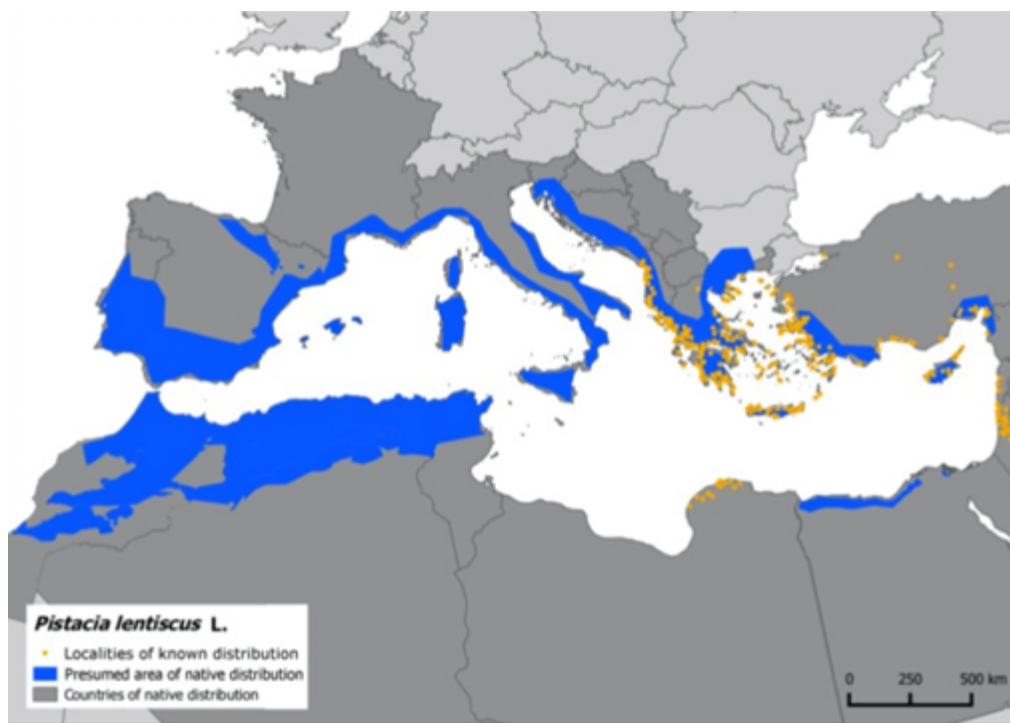 Pistacia lentiscus L.
Localities of known distribution
Presumed area of native distribution
Countries of native distribution
0 250 500 km